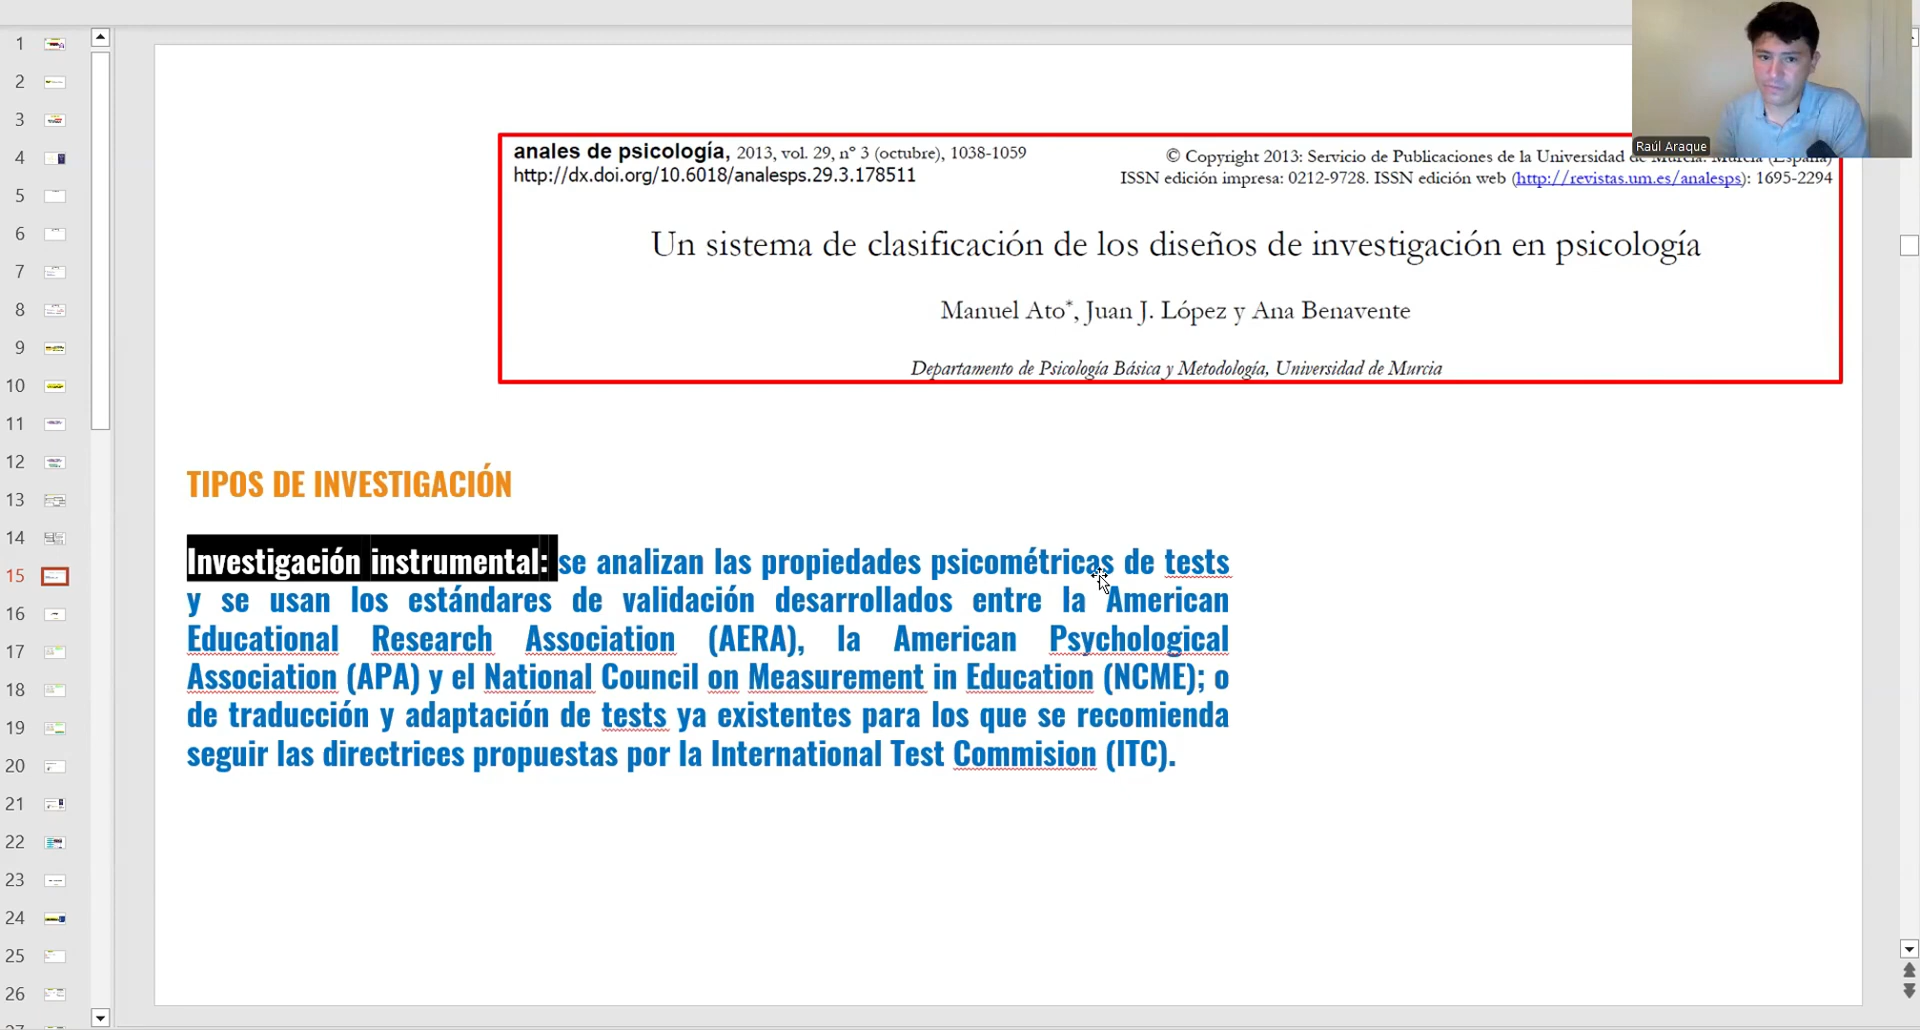 Raúl Araque
anales de psicología, 2013, vol. 29, nº 3 (octubre), 1038-1059
© Copyright 2013: Servicio de Publicaciones de la Universidad de Murcia. Murcia (España)
http://dx.doi.org/10.6018/analesps.29.3.178511
ISSN edición impresa: 0212-9728. ISSN edición web (http://revistas.um.es/analesps): 1695-2294
Un sistema de clasificación de los diseños de investigación en psicología
Manuel Ato*, Juan J. López y Ana Benavente
Departamento de Psicología Básica y Metodología, Universidad de Murcia
TIPOS DE INVESTIGACIÓN
Investigación instrumental: se analizan las propiedades psicométricas de tests
y se usan los estándares de validación desarrollados entre la American
Educational Research Association (AERA), la American Psychological
Association (APA) y el National Council on Measurement in Education (NCME); o
de traducción y adaptación de tests ya existentes para los que se recomienda
seguir las directrices propuestas por la International Test Commision (ITC).
1
2
3
4
5
6
7
8
9
10
11
12
13
14
15
16
17
18
19
20
21
22
23
24
25
26